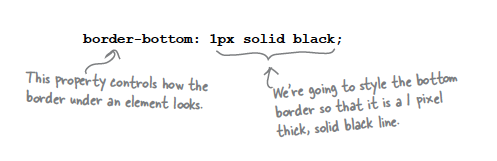 border-bottom: 1px solid black;
This property controls how the
border under an element looks.
We're going to style the bottom
border so that it is a 1 pixel
thick, solid black line.